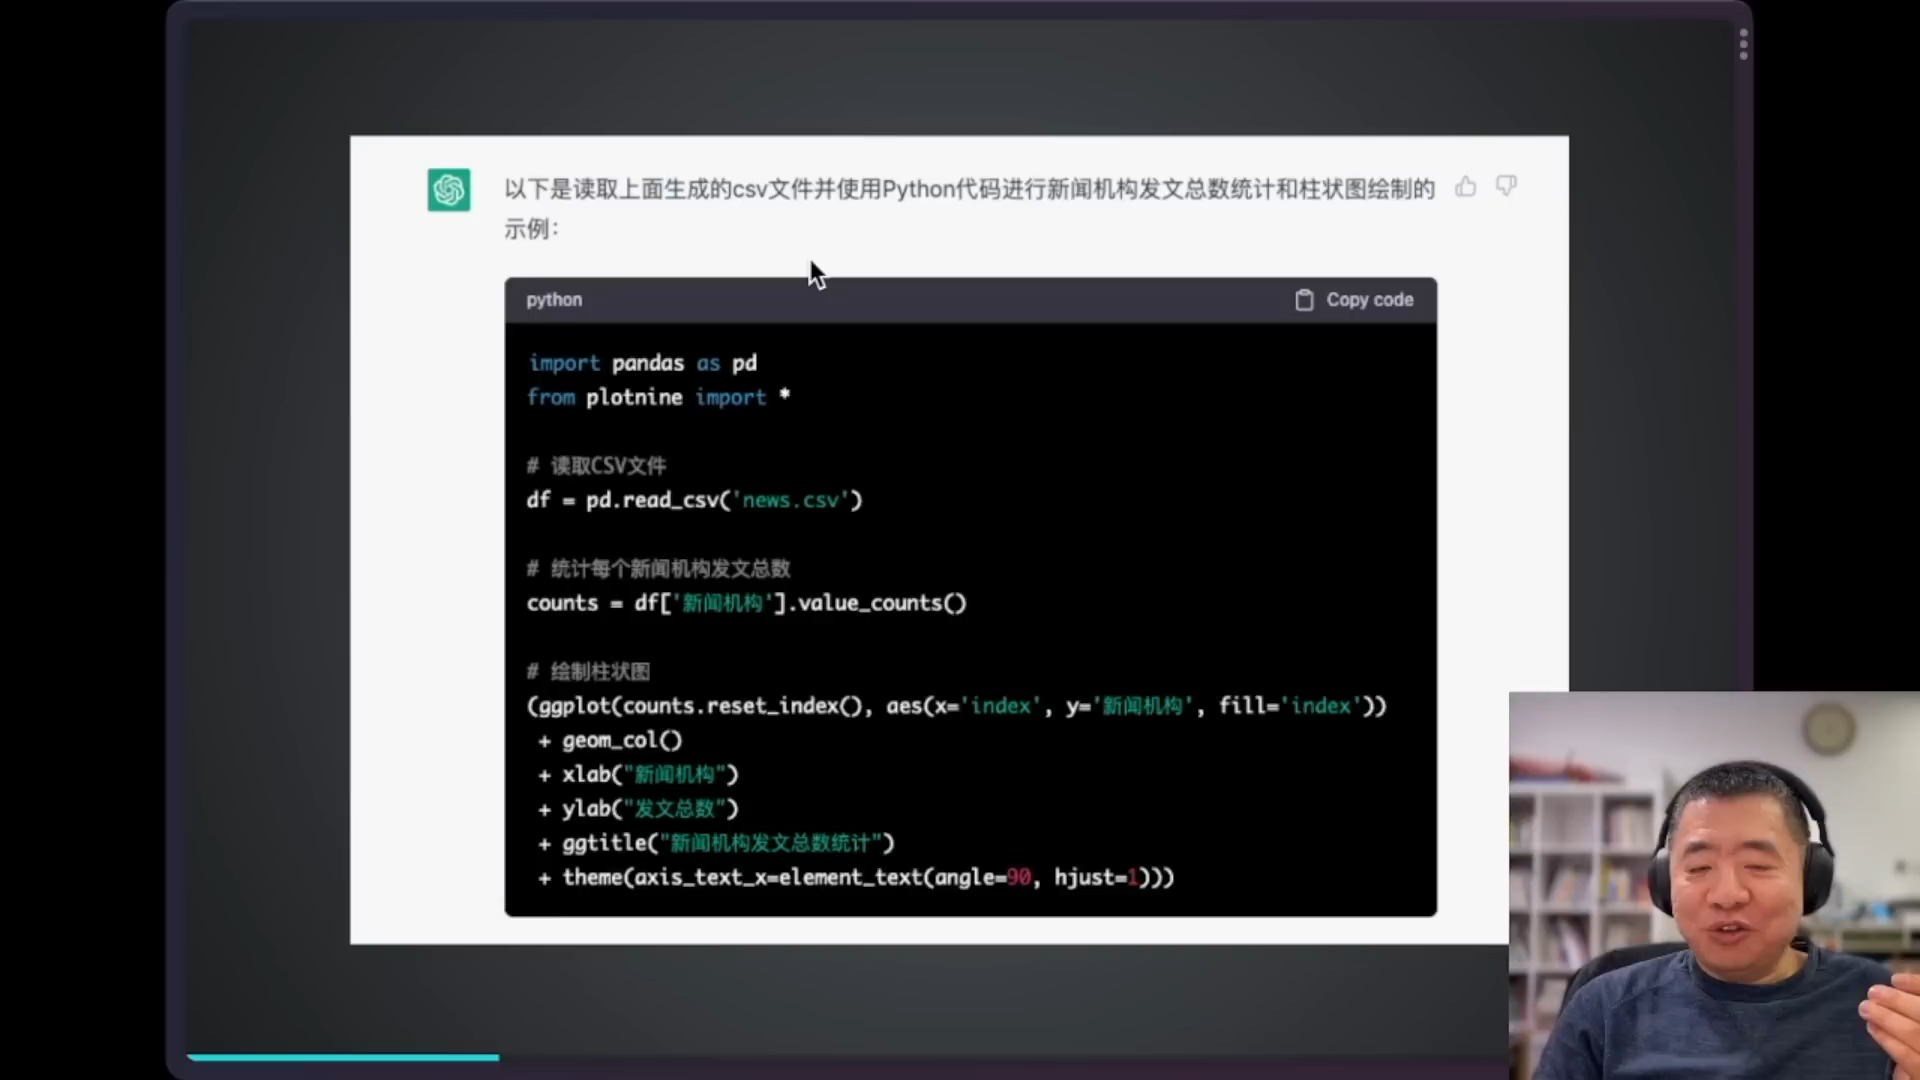 以下是读取上面生成的csv文件并使用Python代码进行新闻机构发文总数统计和柱状图绘制的
示例：
python
Copy code
import pandas as pd
from plotnine import *
# 读取CSV文件
df = pd.read_csv('news.csv')
# 统计每个新闻机构发文总数
counts = df['新闻机构'].value_counts()
# 绘制柱状图
(ggplot(counts.reset_index(), aes(x='index', y='新闻机构', fill='index'))
+ geom_col()
+ xlab("新闻机构")
+ ylab("发文总数")
+ ggtitle("新闻机构发文总数统计")
+ theme(axis_text_x=element_text(angle=90, hjust=1)))